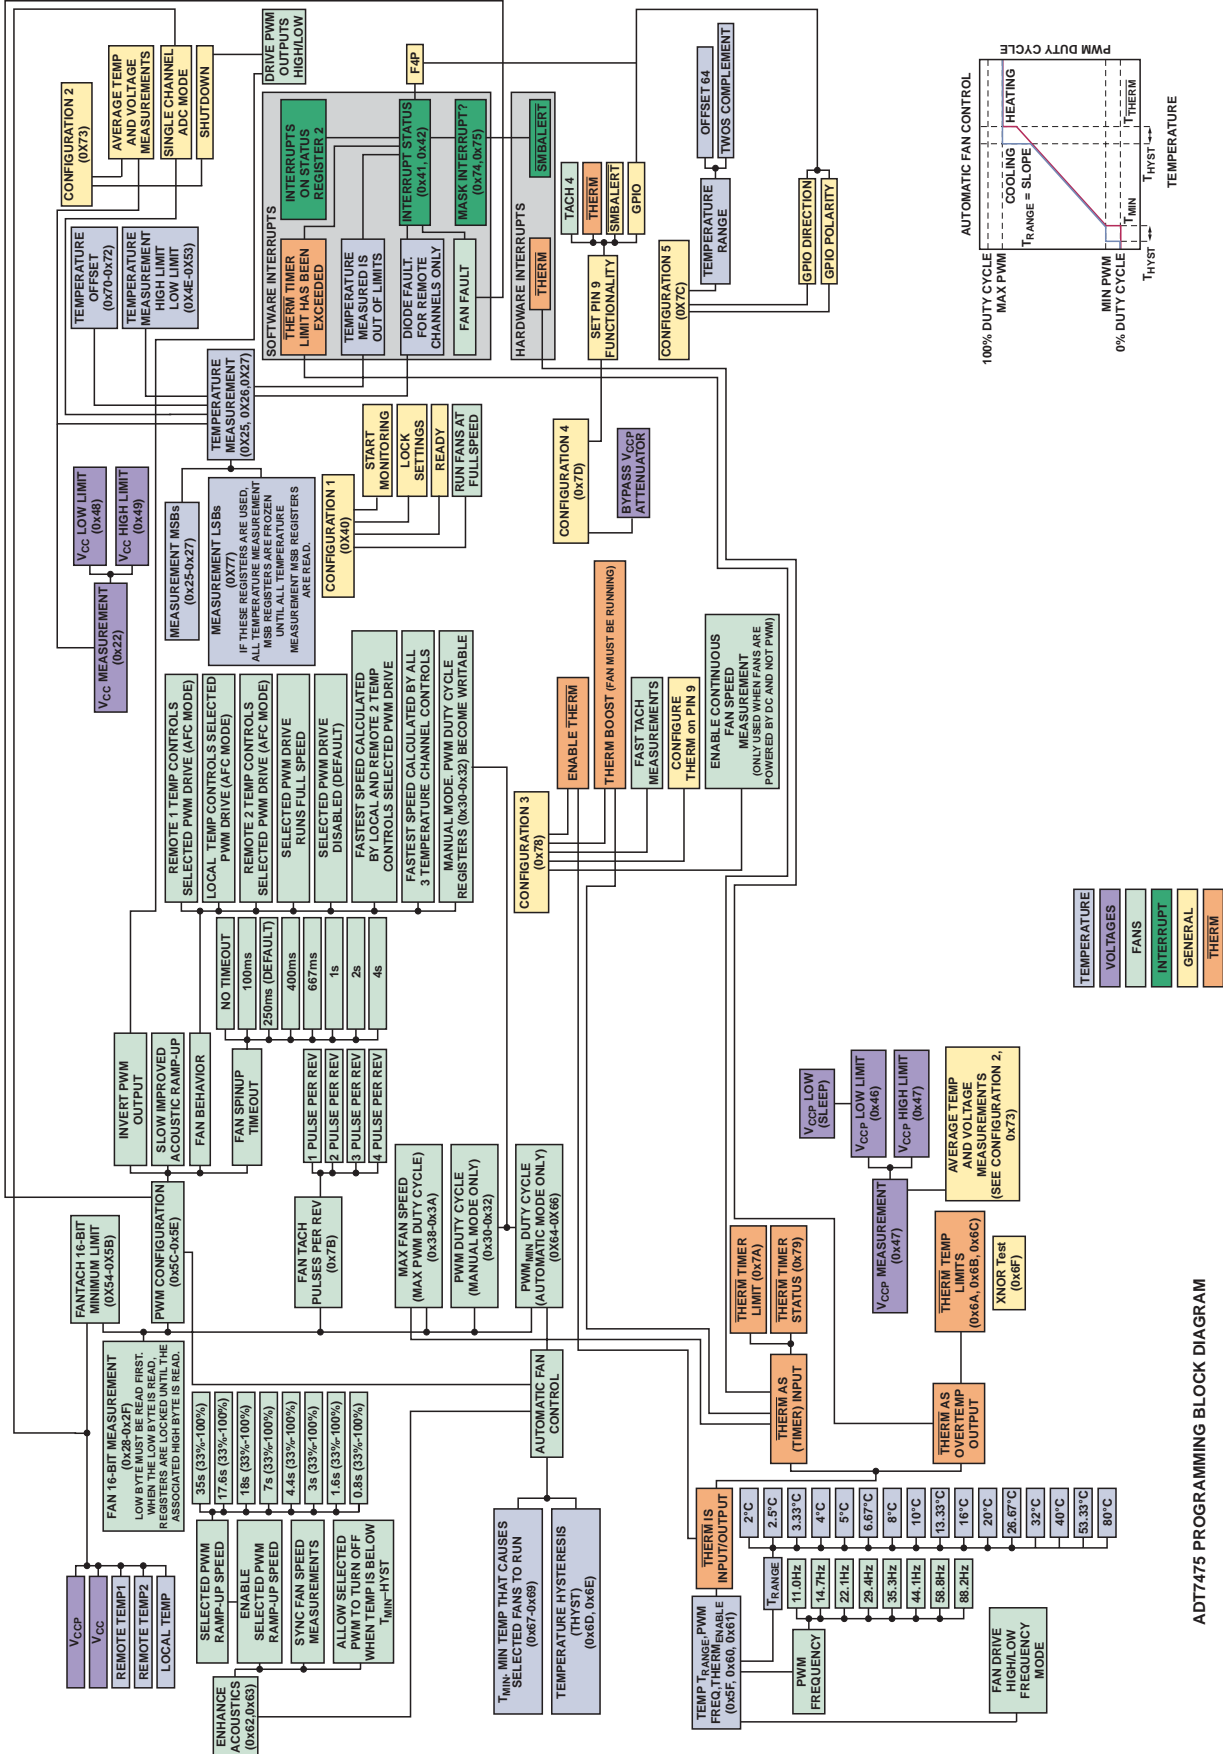 VCCP
VCC
REMOTE TEMP1
REMOTE TEMP2
LOCAL TEMP
FAN 16-BIT MEASUREMENT
(0x28-0x2F)
LOW BYTE MUST BE READ FIRST.
WHEN THE LOW BYTE IS READ,
REGISTERS ARE LOCKED UNTIL THE
ASSOCIATED HIGH BYTE IS READ.
FANTACH 16-BIT
MINIMUM LIMIT
(0X54-0X5B)
PWM CONFIGURATION
(0x5C-0x5E)
INVERT PWM
OUTPUT
SLOW IMPROVED
ACOUSTIC RAMP-UP
FAN BEHAVIOR
FAN SPINUP
TIMEOUT
REMOTE 1 TEMP CONTROLS
SELECTED PWM DRIVE (AFC MODE)
LOCAL TEMP CONTROLS SELECTED
PWM DRIVE (AFC MODE)
REMOTE 2 TEMP CONTROLS
SELECTED PWM DRIVE (AFC MODE)
SELECTED PWM DRIVE
RUNS FULL SPEED
SELECTED PWM DRIVE
DISABLED (DEFAULT)
FASTEST SPEED CALCULATED
BY LOCAL AND REMOTE 2 TEMP
CONTROLS SELECTED PWM DRIVE
FASTEST SPEED CALCULATED BY ALL
3 TEMPERATURE CHANNEL CONTROLS
MANUAL MODE. PWM DUTY CYCLE
REGISTERS (0x30-0x32) BECOME WRITABLE
NO TIMEOUT
100ms
250ms (DEFAULT)
400ms
667ms
1s
2s
4s
FAN TACH
PULSES PER REV
(0x7B)
1 PULSE PER REV
2 PULSE PER REV
3 PULSE PER REV
4 PULSE PER REV
MAX FAN SPEED
(MAX PWM DUTY CYCLE)
(0x38-0x3A)
PWM DUTY CYCLE
(MANUAL MODE ONLY)
(0x30-0x32)
PWMMIN DUTY CYCLE
(AUTOMATIC MODE ONLY)
(0X64-0X66)
ENHANCE
ACOUSTICS
(0x62,0x63)
SELECTED PWM
RAMP-UP SPEED
ENABLE
SELECTED PWM
RAMP-UP SPEED
SYNC FAN SPEED
MEASUREMENTS
ALLOW SELECTED
PWM TO TURN OFF
WHEN TEMP IS BELOW
TMIN–HYST
35s (33%-100%)
17.6s (33%-100%)
18s (33%-100%)
7s (33%-100%)
4.4s (33%-100%)
3s (33%-100%)
1.6s (33%-100%)
0.8s (33%-100%)
AUTOMATIC FAN
CONTROL
TMIN. MIN TEMP THAT CAUSES
SELECTED FANS TO RUN
(0x67-0x69)
TEMPERATURE HYSTERESIS
(THYST)
(0x6D, 0x6E)
VCC MEASUREMENT
(0x22)
VCC LOW LIMIT
(0x48)
VCC HIGH LIMIT
(0x49)
MEASUREMENT MSBs
(0x25-0x27)
MEASUREMENT LSBs
(0X77)
IF THESE REGISTERS ARE USED,
ALL TEMPERATURE MEASUREMENT
MSB REGISTERS ARE FROZEN
UNTIL ALL TEMPERATURE
MEASUREMENT MSB REGISTERS
ARE READ.
TEMPERATURE
MEASUREMENT
(0X25, 0X26,0X27)
TEMPERATURE
OFFSET
(0x70-0x72)
TEMPERATURE
MEASUREMENT
HIGH LIMIT
LOW LIMIT
(0X4E-0X53)
CONFIGURATION 2
(0X73)
AVERAGE TEMP
AND VOLTAGE
MEASUREMENTS
SINGLE CHANNEL
ADC MODE
SHUTDOWN
DRIVE PWM
OUTPUTS
HIGH/LOW
CONFIGURATION 1
(0X40)
START
MONITORING
LOCK
SETTINGS
READY
RUN FANS AT
FULLSPEED
SOFTWARE INTERRUPTS
THERM TIMER
LIMIT HAS BEEN
EXCEEDED
TEMPERATURE
MEASURED IS
OUT OF LIMITS
DIODE FAULT.
FOR REMOTE
CHANNELS ONLY
FAN FAULT
INTERRUPTS
ON STATUS
REGISTER 2
INTERRUPT STATUS
(0x41, 0x42)
MASK INTERRUPT?
(0x74,0x75)
F4P
HARDWARE INTERRUPTS
THERM
SMBALERT
CONFIGURATION 4
(0x7D)
BYPASS VCCP
ATTENUATOR
SET PIN 9
FUNCTIONALITY
TACH 4
THERM
SMBALERT
GPIO
CONFIGURATION 5
(0X7C)
TEMPERATURE
RANGE
OFFSET 64
TWOS COMPLEMENT
GPIO DIRECTION
GPIO POLARITY
CONFIGURATION 3
(0x78)
ENABLE THERM
THERM BOOST (FAN MUST BE RUNNING)
FAST TACH
MEASUREMENTS
CONFIGURE
THERM on PIN 9
ENABLE CONTINUOUS
FAN SPEED
MEASUREMENT
(ONLY USED WHEN FANS ARE
POWERED BY DC AND NOT PWM)
TEMP TRANGE, PWM
FREQ,THERM ENABLE
(0x5F, 0x60, 0x61)
THERM IS
INPUT/OUTPUT
TRANGE
2°C
2.5°C
3.33°C
4°C
5°C
6.67°C
8°C
10°C
13.33°C
16°C
20°C
26.67°C
32°C
40°C
53.33°C
80°C
PWM
FREQUENCY
11.0Hz
14.7Hz
22.1Hz
29.4Hz
35.3Hz
44.1Hz
58.8Hz
88.2Hz
FAN DRIVE
HIGH/LOW
FREQUENCY
MODE
THERM AS
(TIMER) INPUT
THERM TIMER
LIMIT (0x7A)
THERM TIMER
STATUS (0x79)
THERM AS
OVERTEMP
OUTPUT
THERM TEMP
LIMITS
(0x6A, 0x6B, 0x6C)
XNOR Test
(0x6F)
VCCP MEASUREMENT
(0x47)
VCCP LOW
(SLEEP)
VCCP LOW LIMIT
(0x46)
VCCP HIGH LIMIT
(0x47)
AVERAGE TEMP
AND VOLTAGE
MEASUREMENTS
(SEE CONFIGURATION 2,
0x73)
TEMPERATURE
VOLTAGES
FANS
INTERRUPT
GENERAL
THERM
AUTOMATIC FAN CONTROL
100% DUTY CYCLE
MAX PWM
COOLING
HEATING
TRANGE = SLOPE
PWM DUTY CYCLE
MIN PWM
0% DUTY CYCLE
TMIN
TTHERM
THYST
THYST
TEMPERATURE
ADT7475 PROGRAMMING BLOCK DIAGRAM